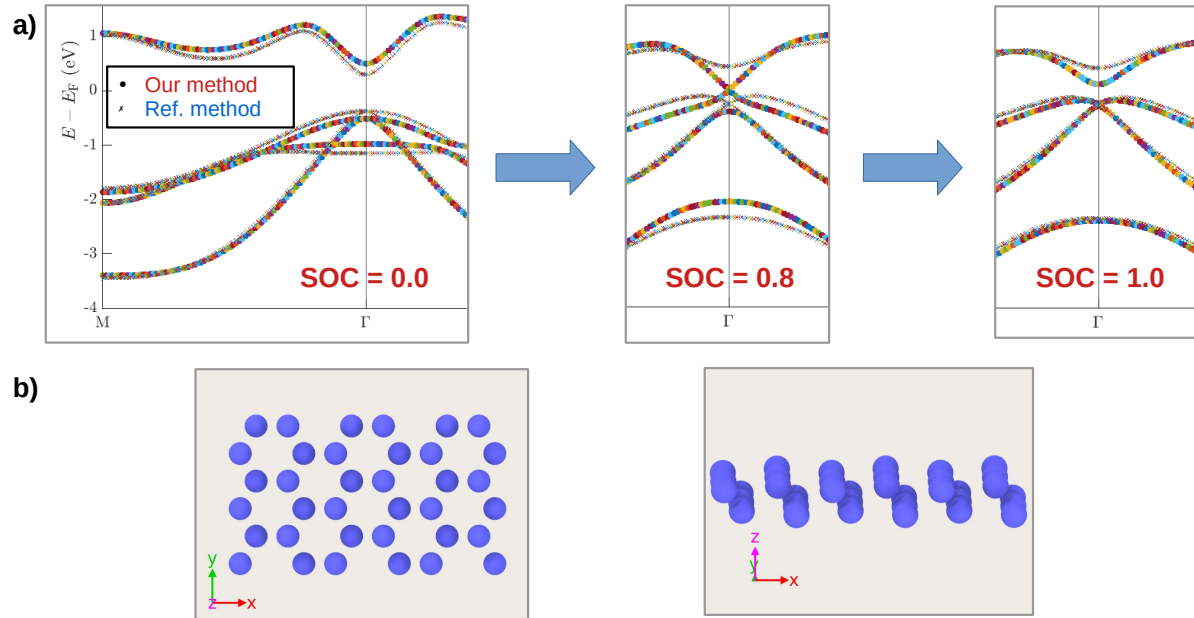 a)
E − E_F (eV)
1
0
-1
-2
-3
-4
Our method
Ref. method
SOC = 0.0
M
Γ
SOC = 0.8
Γ
SOC = 1.0
Γ
b)
y
z
x
z
y
x